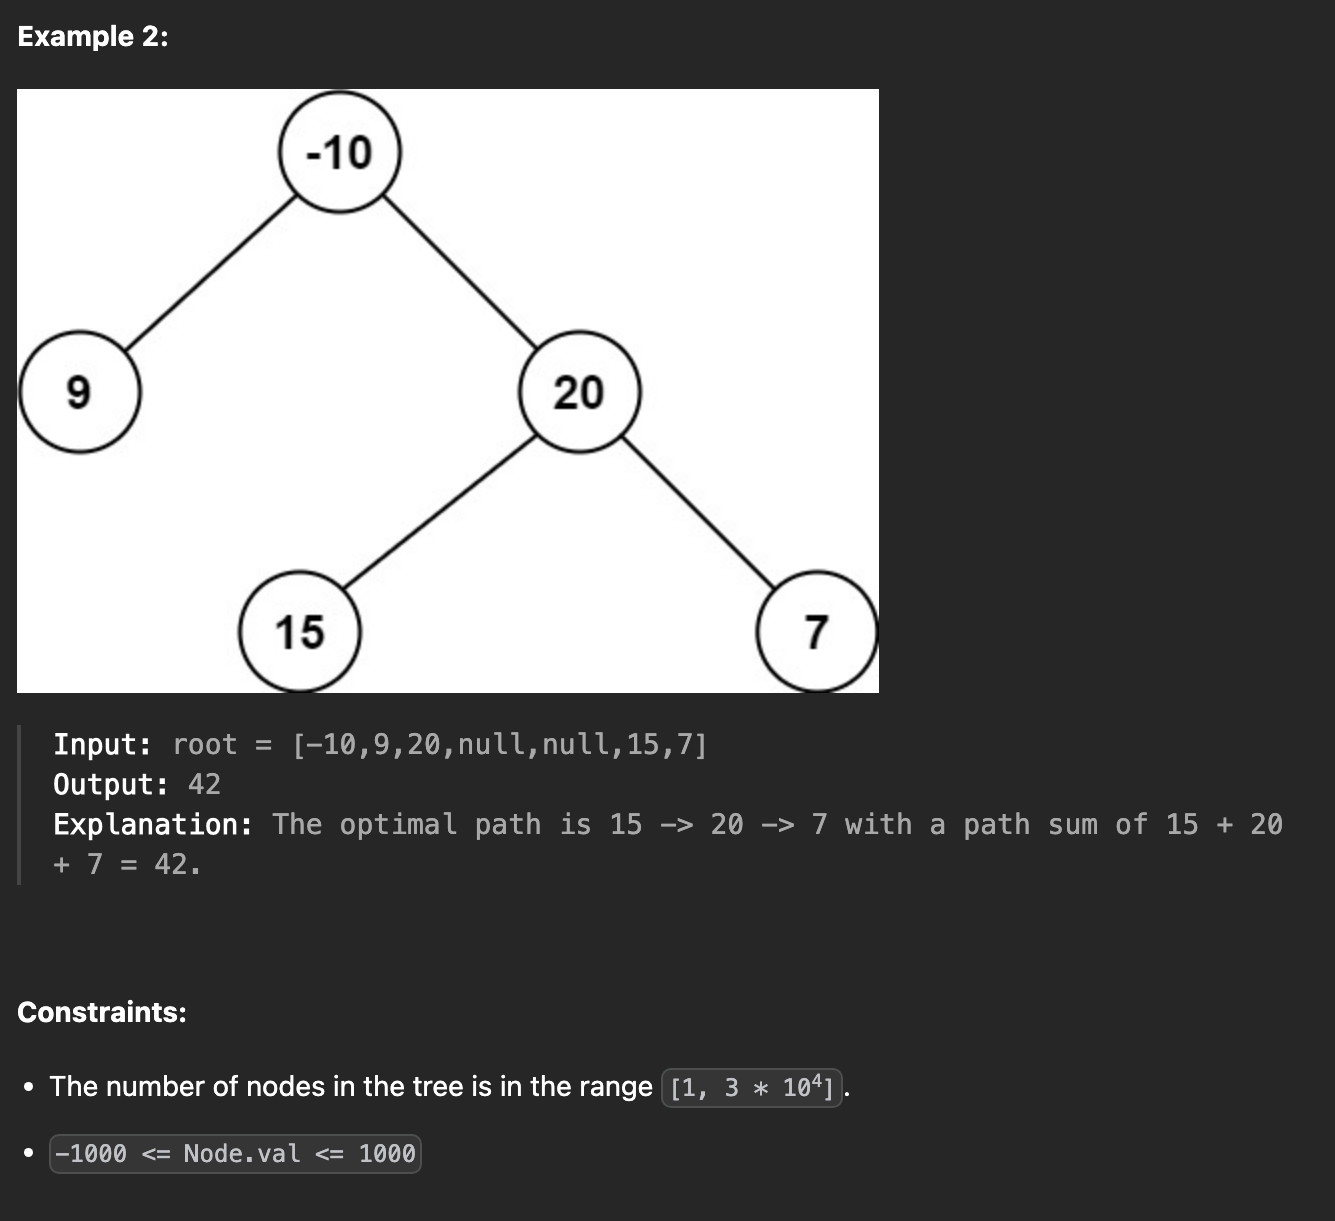 Example 2:
-10
9
20
15
7
Input: root = [-10,9,20,null,null,15,7]
Output: 42
Explanation: The optimal path is 15 -> 20 -> 7 with a path sum of 15 + 20
+ 7 = 42.
Constraints:
• The number of nodes in the tree is in the range [1, 3 * 10⁴].
• -1000 <= Node.val <= 1000